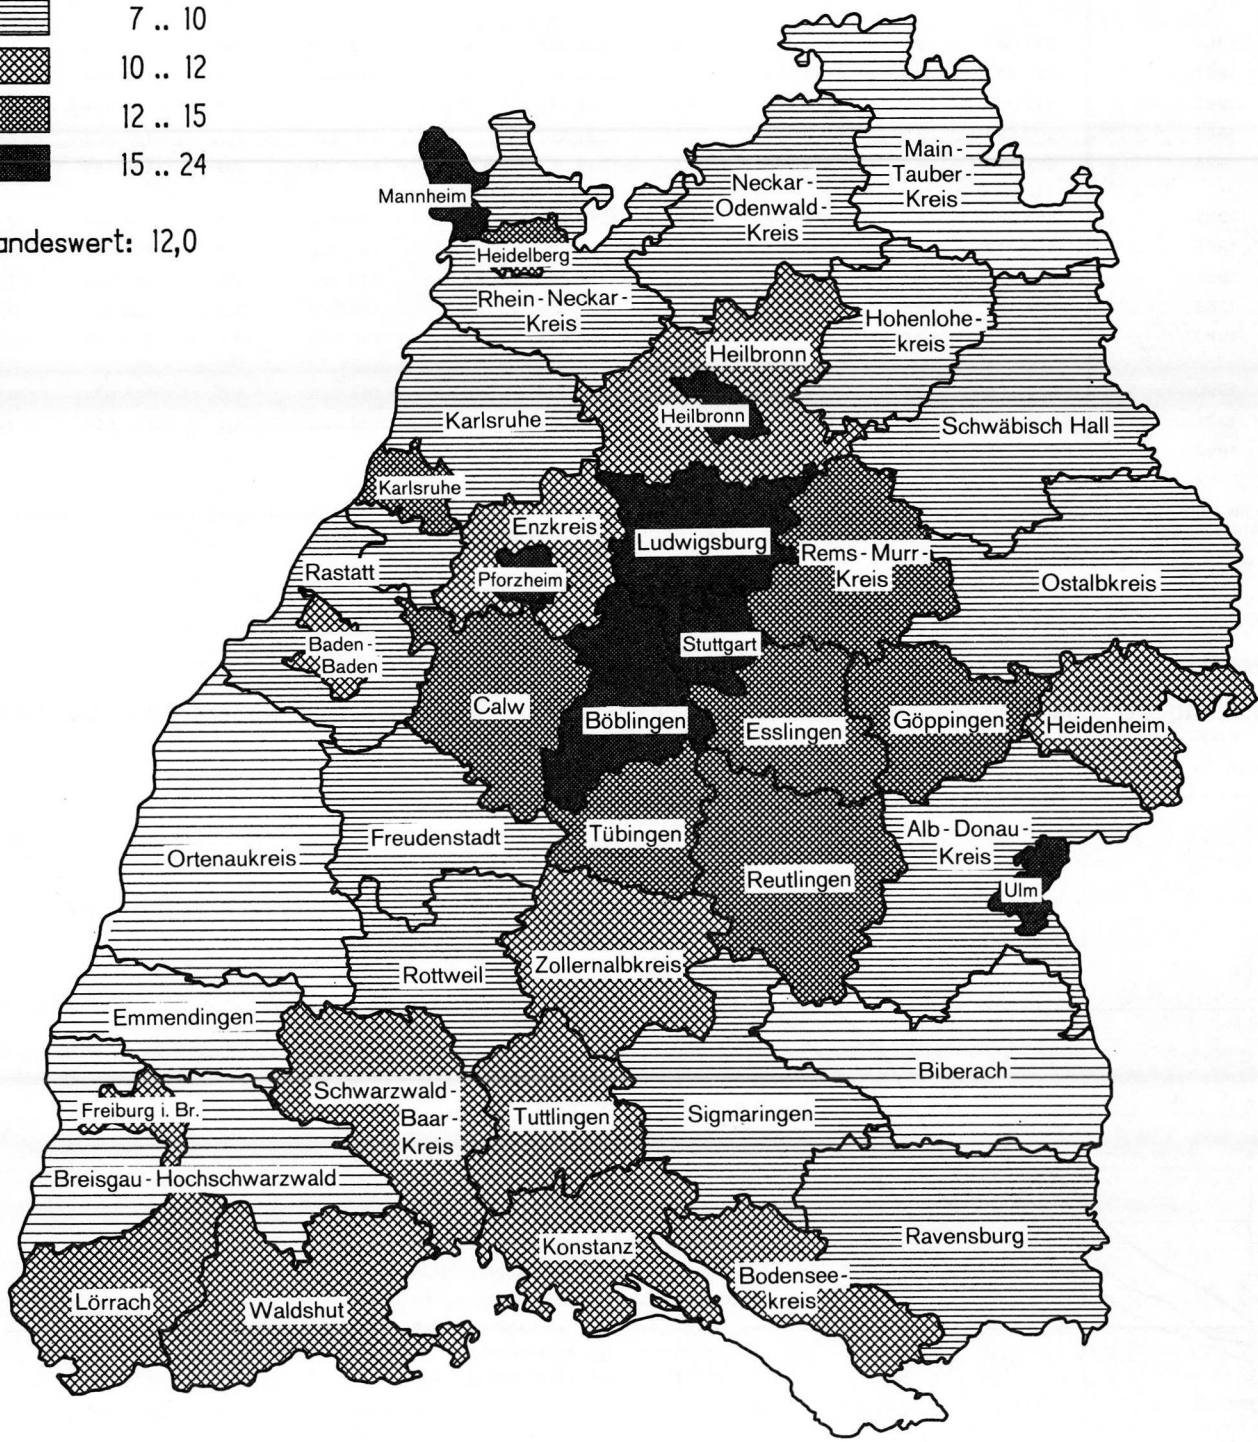 7 .. 10
10 .. 12
12 .. 15
15 .. 24
andeswert: 12,0
Main-
Tauber-
Kreis
Neckar-
Odenwald-
Kreis
Mannheim
Heidelberg
Rhein-Neckar-
Kreis
Hohenlohe-
kreis
Heilbronn
Heilbronn
Karlsruhe
Schwäbisch Hall
Karlsruhe
Enzkreis
Ludwigsburg
Rems-Murr-
Kreis
Rastatt
Pforzheim
Ostalbkreis
Baden-
Baden
Stuttgart
Calw
Böblingen
Esslingen
Göppingen
Heidenheim
Freudenstadt
Tübingen
Alb-Donau-
Kreis
Ortenaukreis
Reutlingen
Ulm
Rottweil
Zollernalbkreis
Emmendingen
Biberach
Schwarzwald-
Baar-
Kreis
Freiburg i. Br.
Tuttlingen
Sigmaringen
Breisgau-Hochschwarzwald
Konstanz
Ravensburg
Bodensee-
kreis
Lörrach
Waldshut